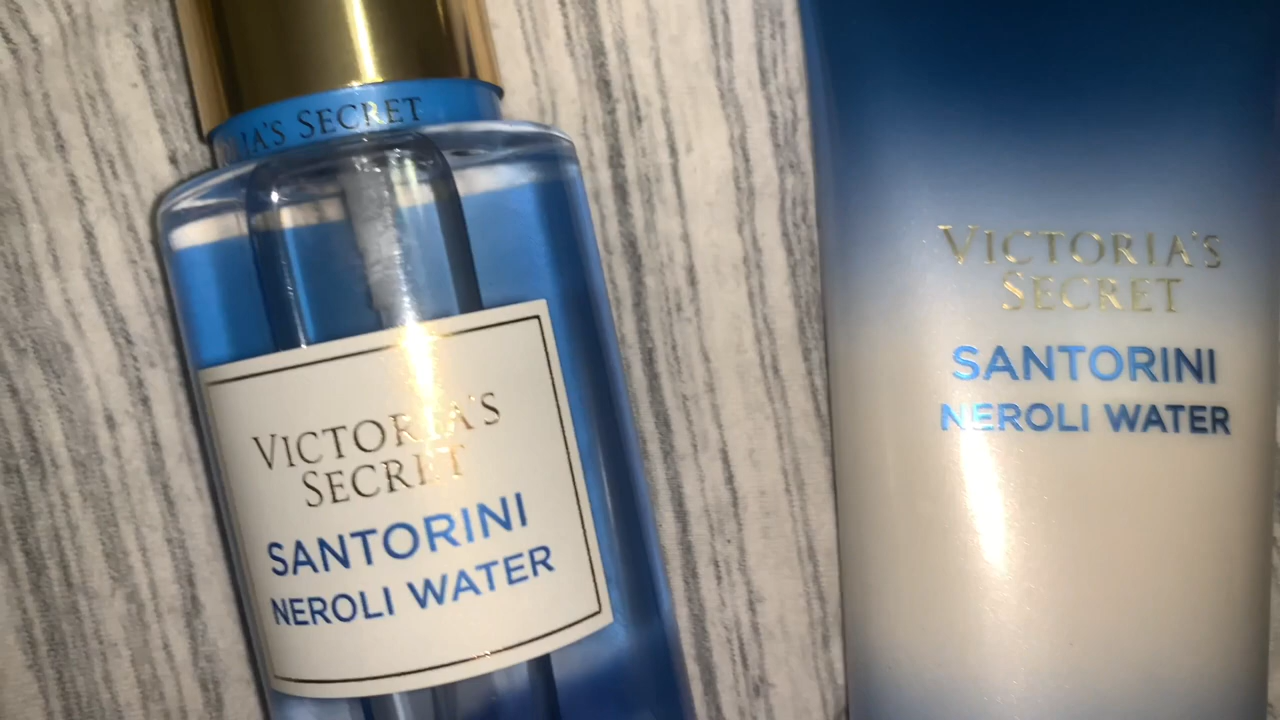 IA'S SECRET
VICTORIA'S
SECRET
SANTORINI
NEROLI WATER
VICTORIA'S
SECRET
SANTORINI
NEROLI WATER